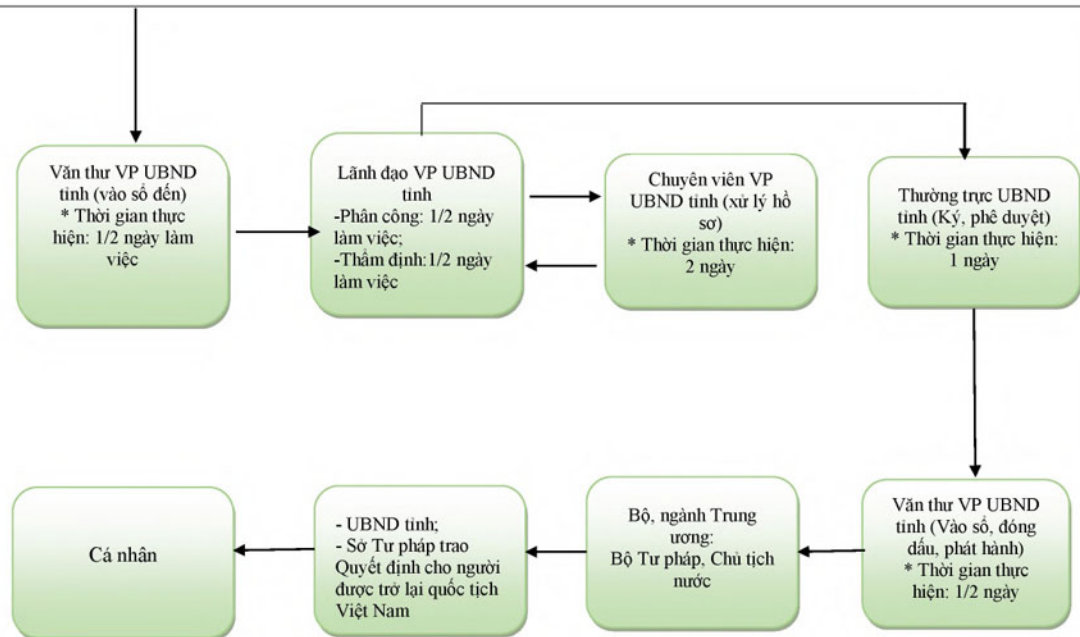 Văn thư VP UBND
tỉnh (vào sổ đến)
* Thời gian thực
hiện: 1/2 ngày làm
việc
Lãnh đạo VP UBND
tỉnh
-Phân công: 1/2 ngày
làm việc;
-Thẩm định:1/2 ngày
làm việc
Chuyên viên VP
UBND tỉnh (xử lý hồ
sơ)
* Thời gian thực hiện:
2 ngày
Thường trực UBND
tỉnh (Ký, phê duyệt)
* Thời gian thực hiện:
1 ngày
Văn thư VP UBND
tỉnh (Vào sổ, đóng
dấu, phát hành)
* Thời gian thực
hiện: 1/2 ngày
Bộ, ngành Trung
ương:
Bộ Tư pháp, Chủ tịch
nước
- UBND tỉnh;
- Sở Tư pháp trao
Quyết định cho người
được trở lại quốc tịch
Việt Nam
Cá nhân